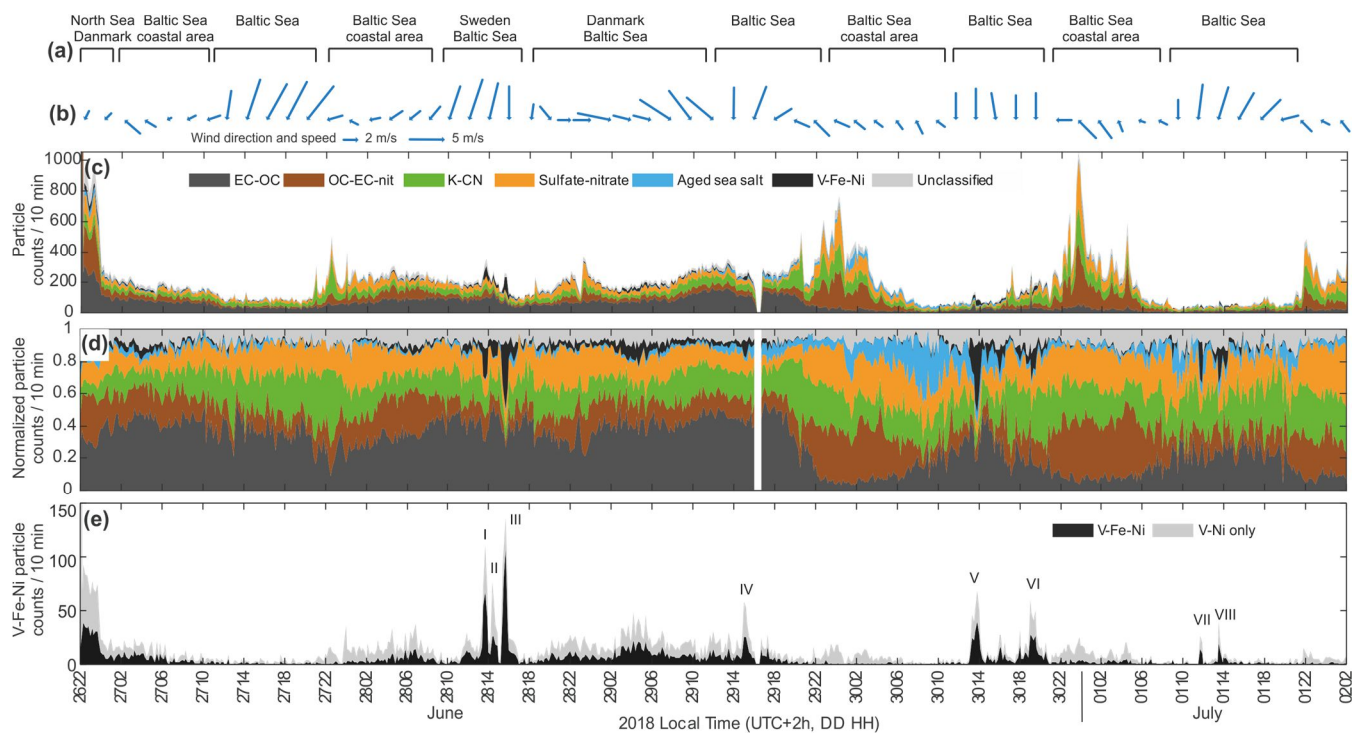 North Sea
Danmark
Baltic Sea
coastal area
Baltic Sea
Baltic Sea
coastal area
Sweden
Baltic Sea
Danmark
Baltic Sea
Baltic Sea
Baltic Sea
coastal area
Baltic Sea
Baltic Sea
coastal area
Baltic Sea
(a)
(b)
Wind direction and speed 2 m/s 5 m/s
(c)
EC-OC OC-EC-nit K-CN Sulfate-nitrate Aged sea salt V-Fe-Ni Unclassified
Particle
counts / 10 min
1000
800
600
400
200
0
(d)
Normalized particle
counts / 10 min
1
0.8
0.6
0.4
0.2
0
(e)
V-Fe-Ni particle
counts / 10 min
150
100
50
0
I
II
III
IV
V
VI
VII
VIII
V-Fe-Ni V-Ni only
2622 2702 2706 2710 2714 2718 2722 2802 2806 2810 2814 2818 2822 2902 2906 2910 2914 2918 2922 3002 3006 3010 3014 3018 3022 0102 0106 0110 0114 0118 0122 0202
June July
2018 Local Time (UTC+2h, DD HH)